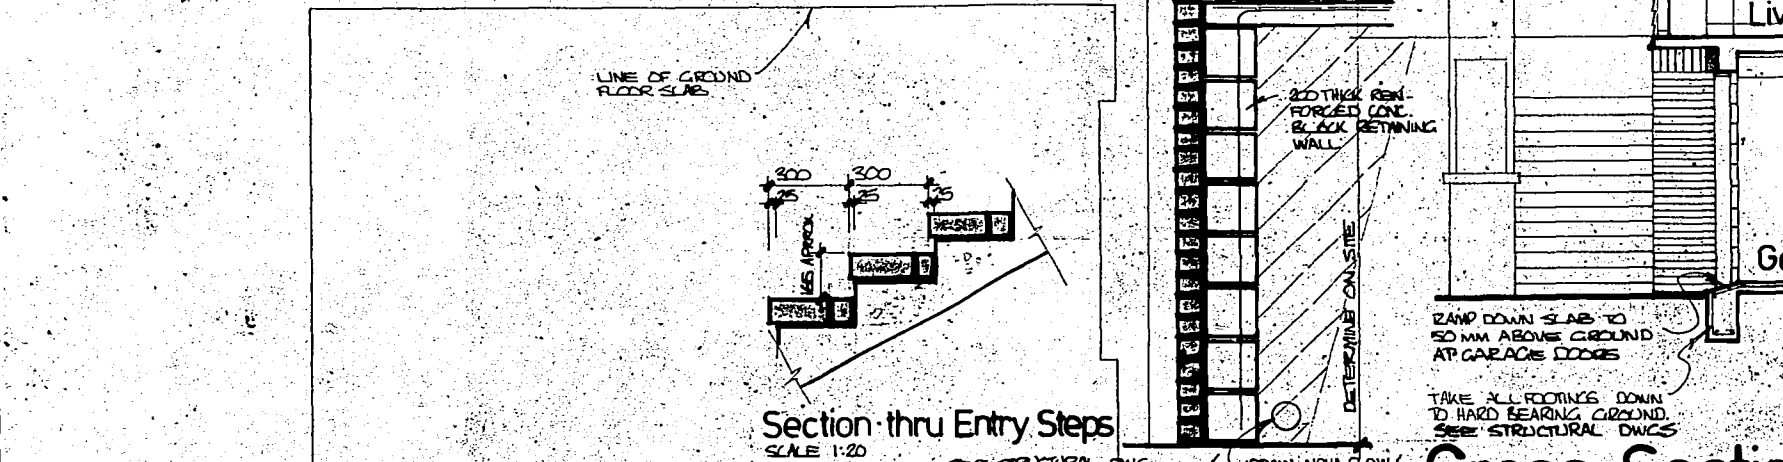 LINE OF GROUND
FLOOR SLAB
300 300
25 25 25
165 APPROX
Section thru Entry Steps
SCALE 1:20
200 THICK REIN-
FORCED CONC.
BLACK RETAINING
WALL
DETERMINE ON SITE
Liv
RAMP DOWN SLAB TO
50 MM ABOVE GROUND
AT GARAGE DOORS
TAKE ALL FOOTINGS DOWN
TO HARD BEARING GROUND.
SEE STRUCTURAL DWGS